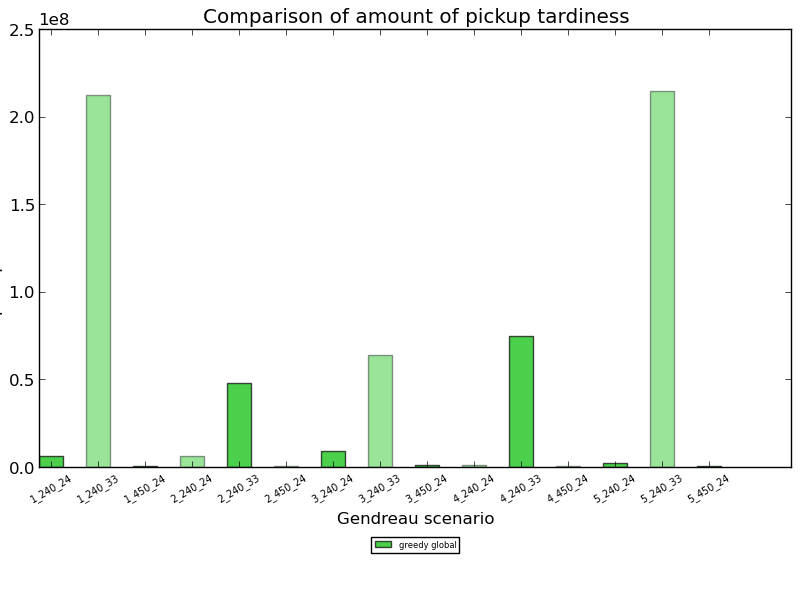 Comparison of amount of pickup tardiness
1e8
2.5
2.0
1.5
1.0
0.5
0.0
1_240_24 1_240_33 1_450_24 2_240_24 2_240_33 2_450_24 3_240_24 3_240_33 3_450_24 4_240_24 4_240_33 4_450_24 5_240_24 5_240_33 5_450_24
Gendreau scenario
greedy global